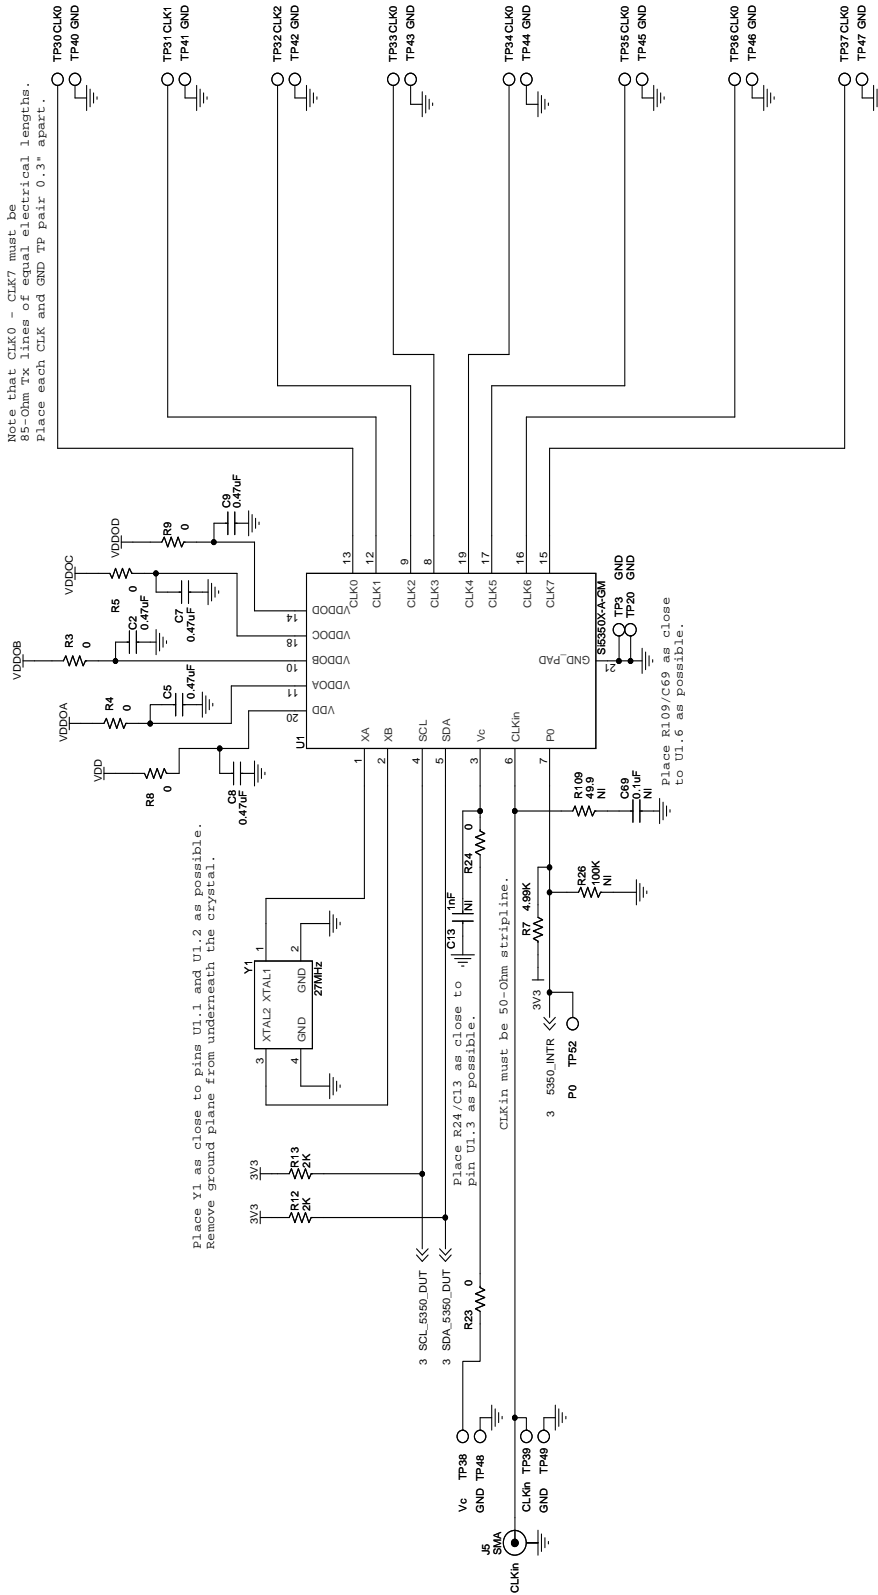 Note that CLK0 - CLK7 must be
85-Ohm Tx lines of equal electrical lengths.
Place each CLK and GND TP pair 0.3" apart.
TP30 CLK0
TP40 GND
TP31 CLK1
TP41 GND
TP32 CLK2
TP42 GND
TP33 CLK0
TP43 GND
TP34 CLK0
TP44 GND
TP35 CLK0
TP45 GND
TP36 CLK0
TP46 GND
TP37 CLK0
TP47 GND
VDD
R8
0
C8
0.47uF
VDDOA
R4
0
C5
0.47uF
VDDOB
R3
0
C2
0.47uF
VDDOC
R5
0
C7
0.47uF
VDDOD
R9
0
C9
0.47uF
U1
20
VDD
11
VDDOA
10
VDDOB
18
VDDOC
14
VDDOD
1
XA
2
XB
4
SCL
5
SDA
3
Vc
6
CLKin
7
P0
13
CLK0
12
CLK1
9
CLK2
8
CLK3
19
CLK4
17
CLK5
16
CLK6
15
CLK7
GND_PAD
21
Si5350X-A-GM
TP3 GND
TP20 GND
Place Y1 as close to pins U1.1 and U1.2 as possible.
Remove ground plane from underneath the crystal.
Y1
3
XTAL2
XTAL1
1
4
GND
GND
2
27MHz
3V3
R12
2K
3V3
R13
2K
3 SCL_5350_DUT
3 SDA_5350_DUT
Place R24/C13 as close to
pin U1.3 as possible.
C13
1nF
NI
R24
0
R23
0
Vc TP38
GND TP48
CLKin must be 50-Ohm stripline.
J5
SMA
CLKin
CLKin TP39
GND TP49
R109
49.9
NI
C69
0.1uF
NI
Place R109/C69 as close
to U1.6 as possible.
3V3
R7
4.99K
R26
100K
NI
3 5350_INTR
P0 TP52